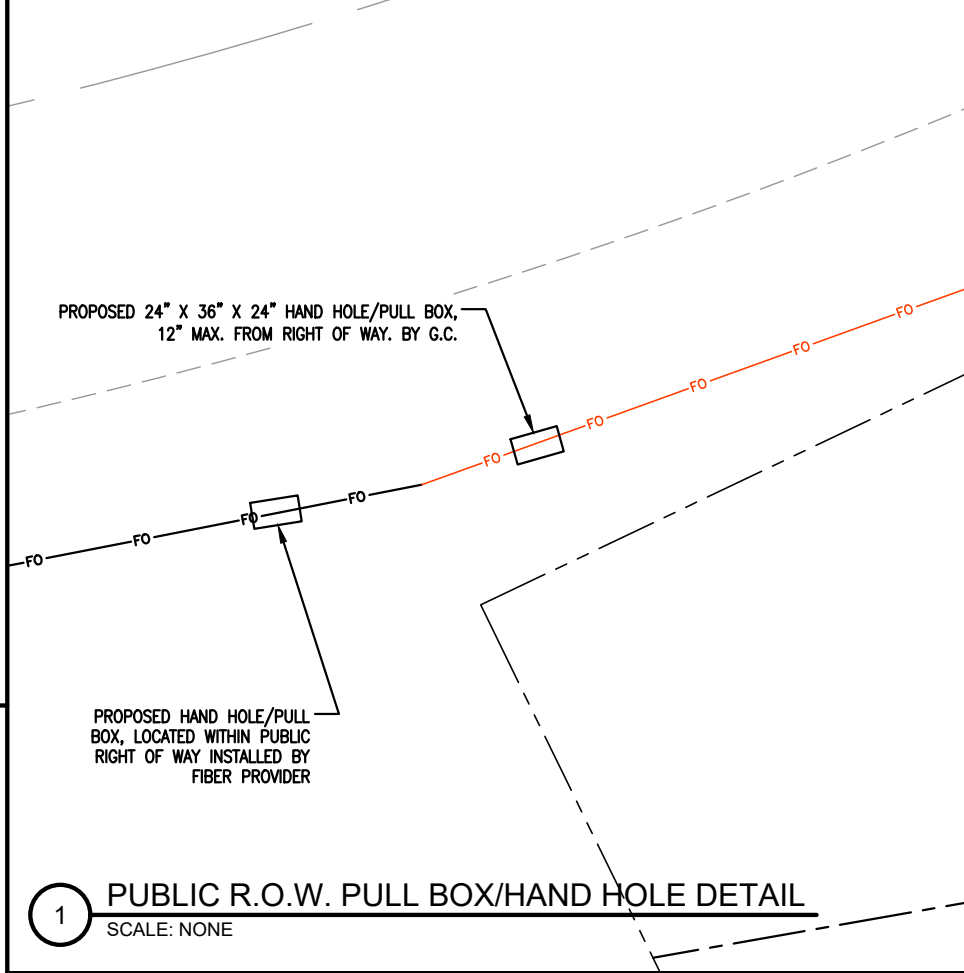 PROPOSED 24" X 36" X 24" HAND HOLE/PULL BOX,
12" MAX. FROM RIGHT OF WAY. BY G.C.
FO
FO
FO
FO
FO
FO
FO
FO
FO
PROPOSED HAND HOLE/PULL
BOX, LOCATED WITHIN PUBLIC
RIGHT OF WAY INSTALLED BY
FIBER PROVIDER
1
PUBLIC R.O.W. PULL BOX/HAND HOLE DETAIL
SCALE: NONE